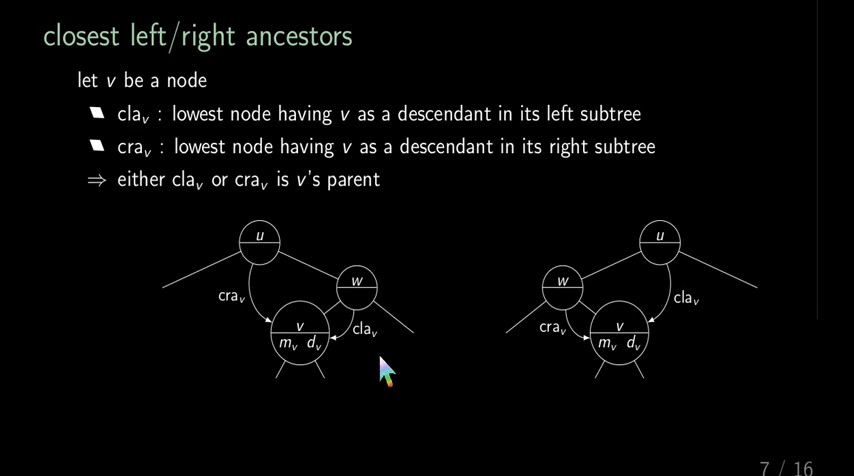 closest left/right ancestors
let v be a node
cla_v : lowest node having v as a descendant in its left subtree
cra_v : lowest node having v as a descendant in its right subtree
⇒ either cla_v or cra_v is v's parent
u
w
cra_v
v
cla_v
m_v d_v
u
w
cla_v
v
cra_v
m_v d_v
7 / 16